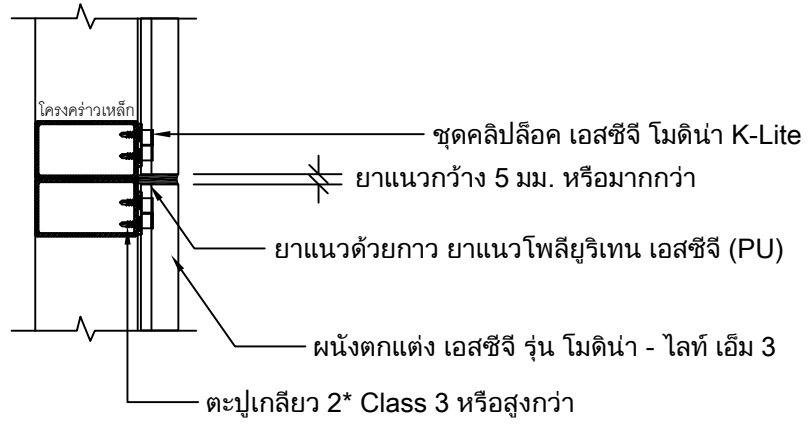 โครงคร่าวเหล็ก
ชุดคลิปล็อค เอสซีจี โมดิน่า K-Lite
ยาแนวกว้าง 5 มม. หรือมากกว่า
ยาแนวด้วยกาว ยาแนวโพลียูริเทน เอสซีจี (PU)
ผนังตกแต่ง เอสซีจี รุ่น โมดิน่า - ไลท์ เอ็ม 3
ตะปูเกลียว 2* Class 3 หรือสูงกว่า